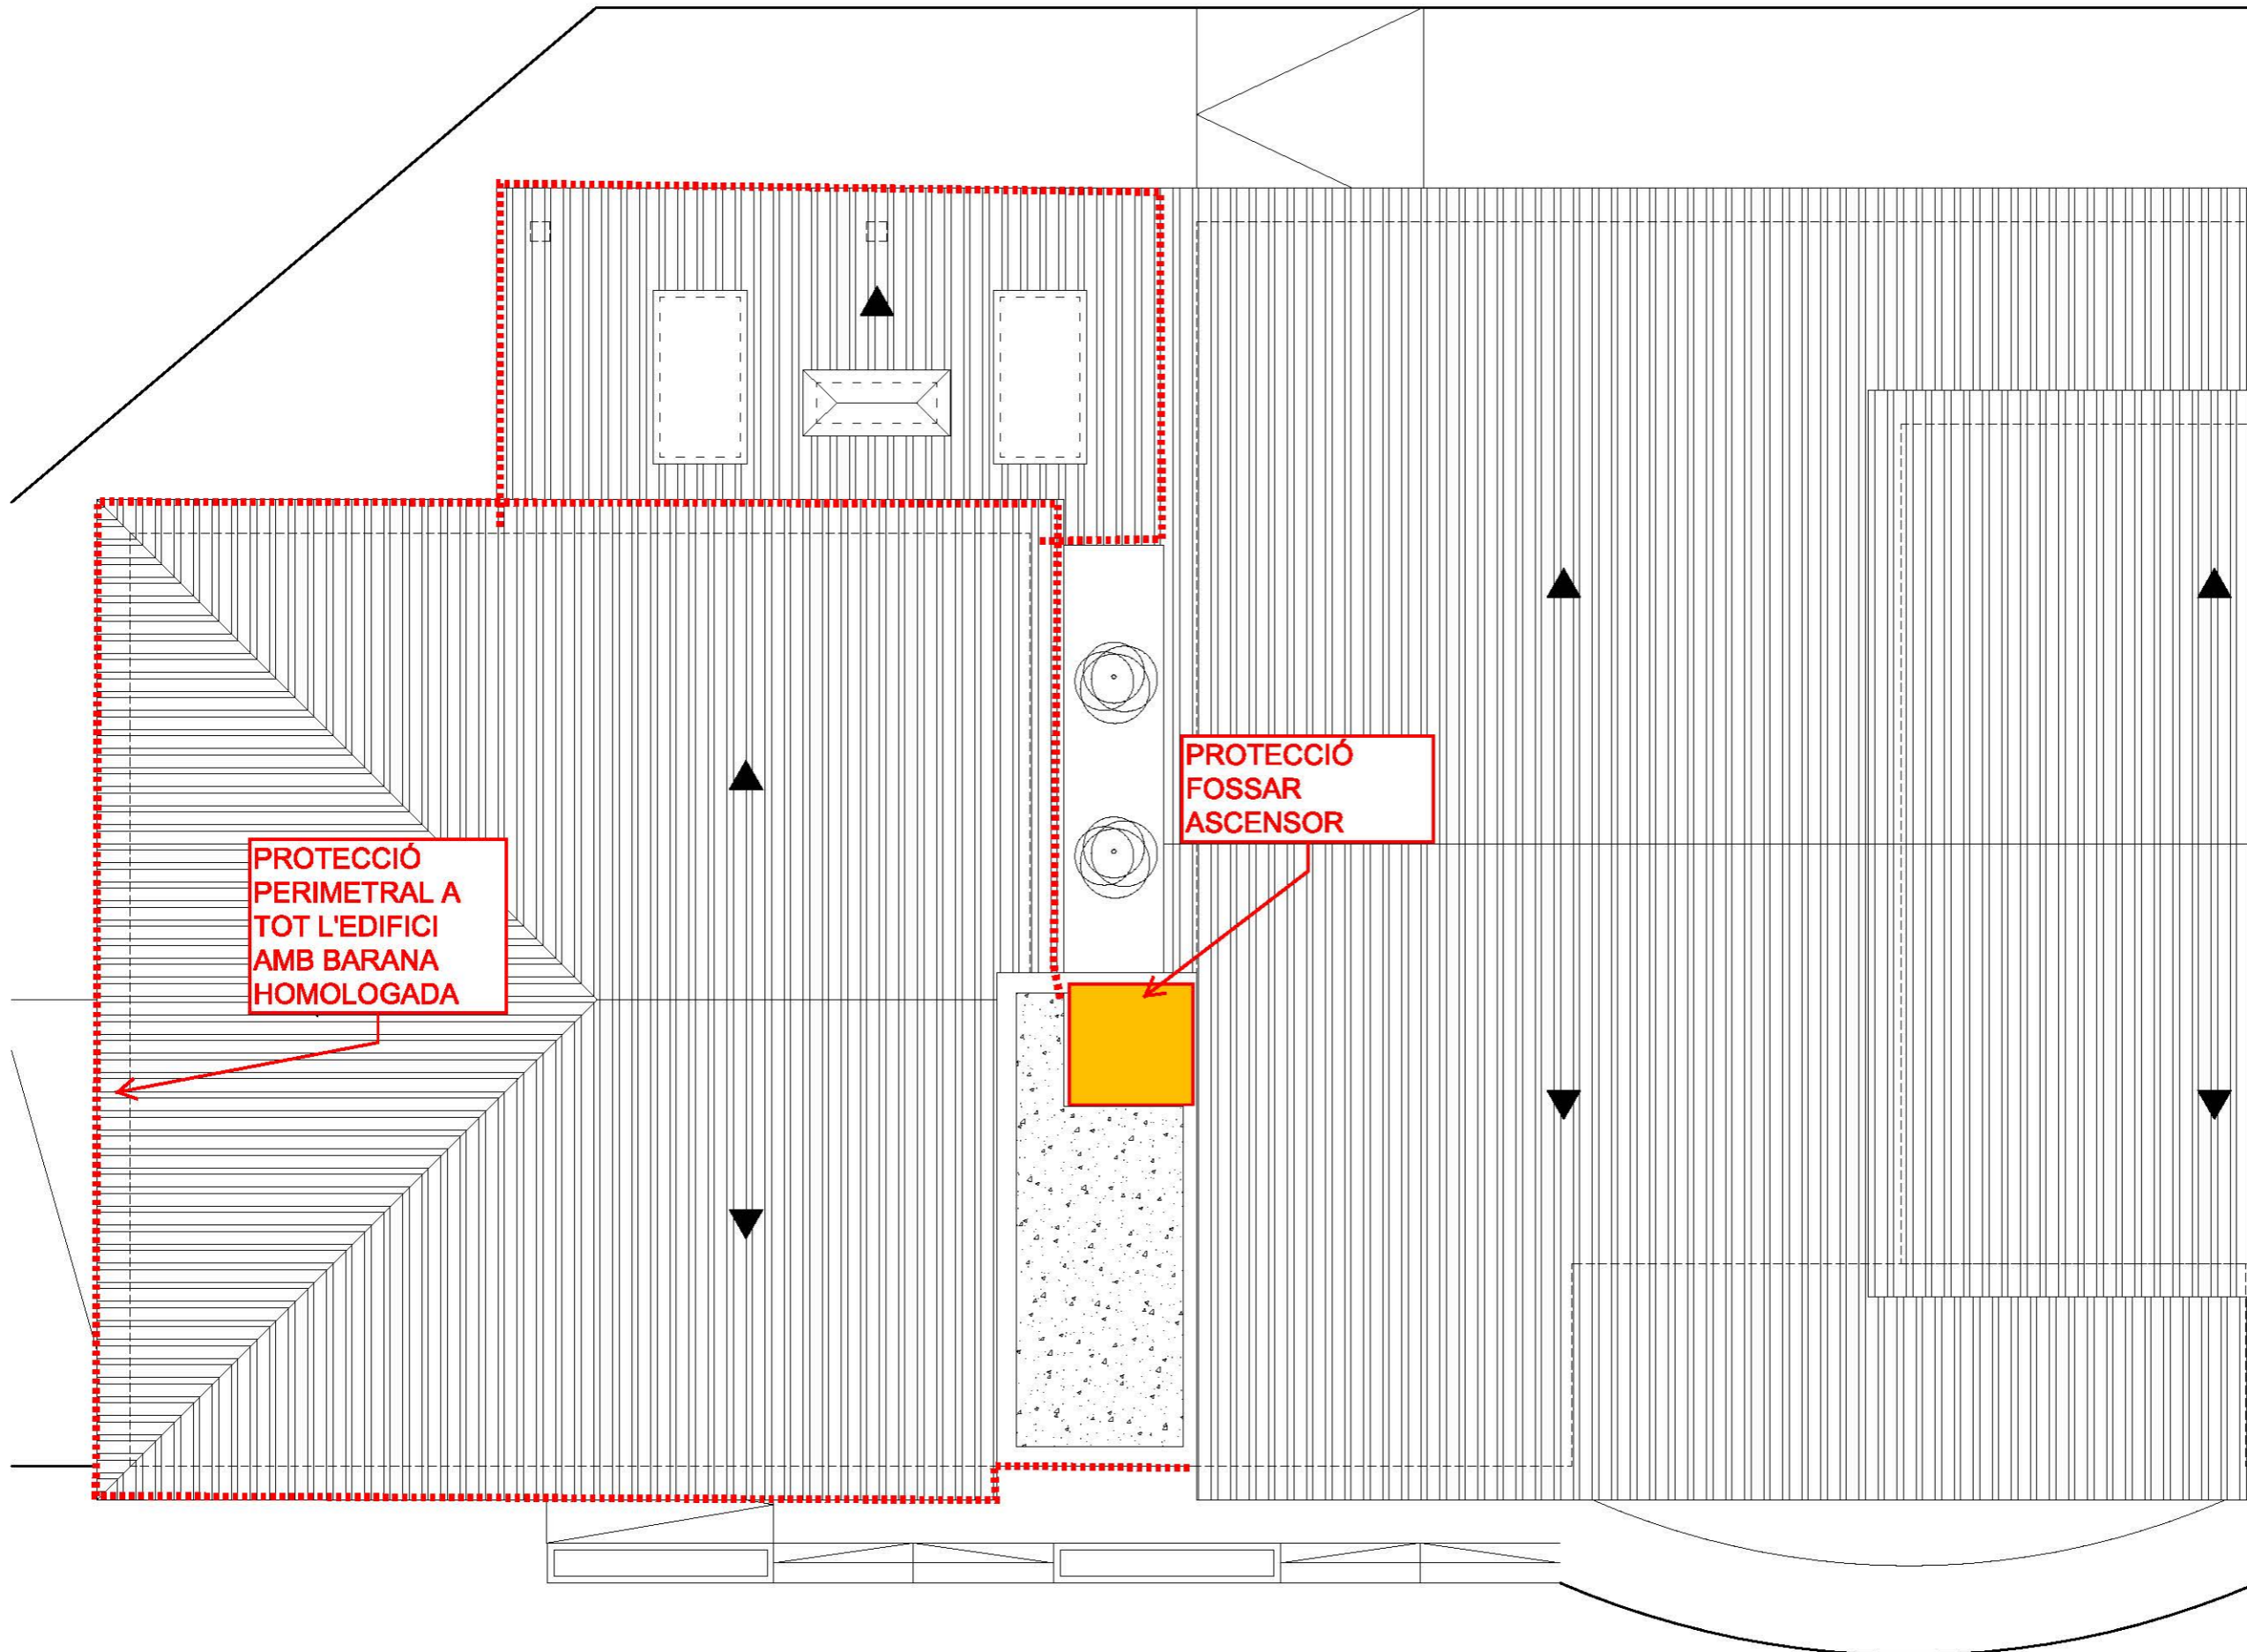 PROTECCIÓ
FOSSAR
ASCENSOR
PROTECCIÓ
PERIMETRAL A
TOT L'EDIFICI
AMB BARANA
HOMOLOGADA